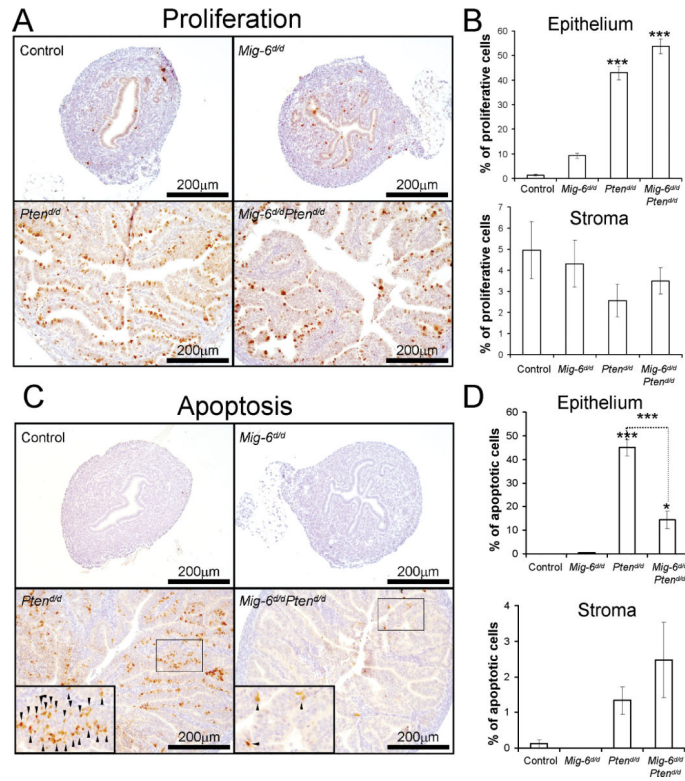 A
Proliferation
Control
Mig-6d/d
200μm
200μm
Ptend/d
Mig-6d/dPtend/d
200μm
200μm
B
Epithelium
% of proliferative cells
60
50
40
30
20
10
0
***
***
Control
Mig-6d/d
Ptend/d
Mig-6d/d
Ptend/d
Stroma
% of proliferative cells
7
6
5
4
3
2
1
0
Control
Mig-6d/d
Ptend/d
Mig-6d/d
Ptend/d
C
Apoptosis
Control
Mig-6d/d
200μm
200μm
Ptend/d
Mig-6d/dPtend/d
200μm
200μm
D
Epithelium
% of apoptotic cells
60
50
40
30
20
10
0
***
***
*
Control
Mig-6d/d
Ptend/d
Mig-6d/d
Ptend/d
Stroma
% of apoptotic cells
4
3
2
1
0
Control
Mig-6d/d
Ptend/d
Mig-6d/d
Ptend/d